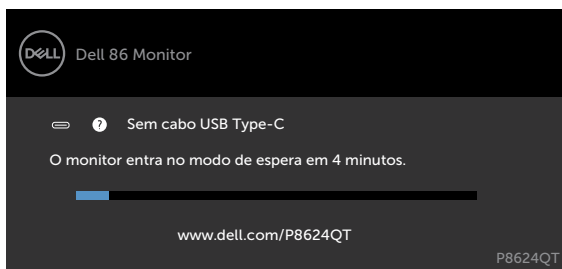 DELL
Dell 86 Monitor
? Sem cabo USB Type-C
O monitor entra no modo de espera em 4 minutos.
www.dell.com/P8624QT
P8624QT